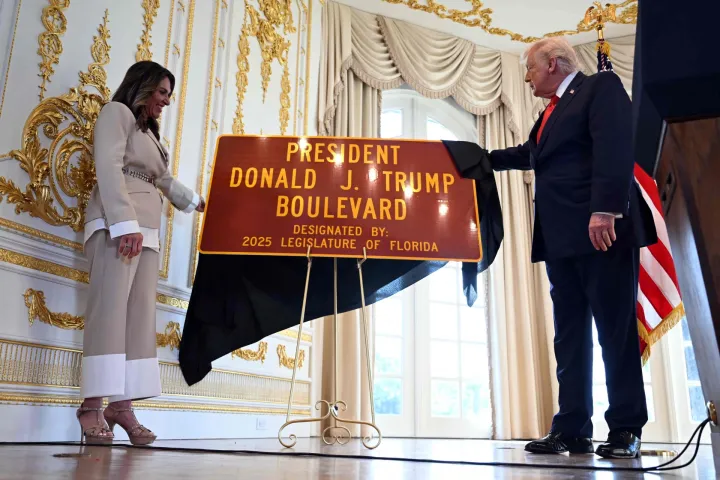 PRESIDENT
DONALD J. TRUMP
BOULEVARD
DESIGNATED BY:
2025 LEGISLATURE OF FLORIDA